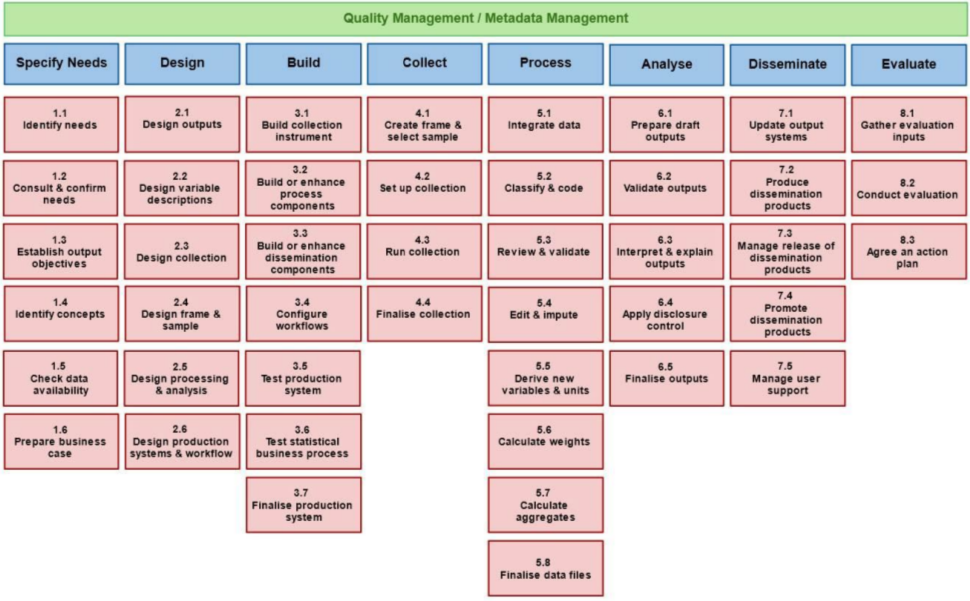 Quality Management / Metadata Management
Specify Needs
Design
Build
Collect
Process
Analyse
Disseminate
Evaluate
1.1
Identify needs
2.1
Design outputs
3.1
Build collection
instrument
4.1
Create frame &
select sample
5.1
Integrate data
6.1
Prepare draft
outputs
7.1
Update output
systems
8.1
Gather evaluation
inputs
1.2
Consult & confirm
needs
2.2
Design variable
descriptions
3.2
Build or enhance
process
components
4.2
Set up collection
5.2
Classify & code
6.2
Validate outputs
7.2
Produce
dissemination
products
8.2
Conduct evaluation
1.3
Establish output
objectives
2.3
Design collection
3.3
Build or enhance
dissemination
components
4.3
Run collection
5.3
Review & validate
6.3
Interpret & explain
outputs
7.3
Manage release of
dissemination
products
8.3
Agree an action
plan
1.4
Identify concepts
2.4
Design frame &
sample
3.4
Configure
workflows
4.4
Finalise collection
5.4
Edit & impute
6.4
Apply disclosure
control
7.4
Promote
dissemination
products
1.5
Check data
availability
2.5
Design processing
& analysis
3.5
Test production
system
5.5
Derive new
variables & units
6.5
Finalise outputs
7.5
Manage user
support
1.6
Prepare business
case
2.6
Design production
systems & workflow
3.6
Test statistical
business process
5.6
Calculate weights
3.7
Finalise production
system
5.7
Calculate
aggregates
5.8
Finalise data files